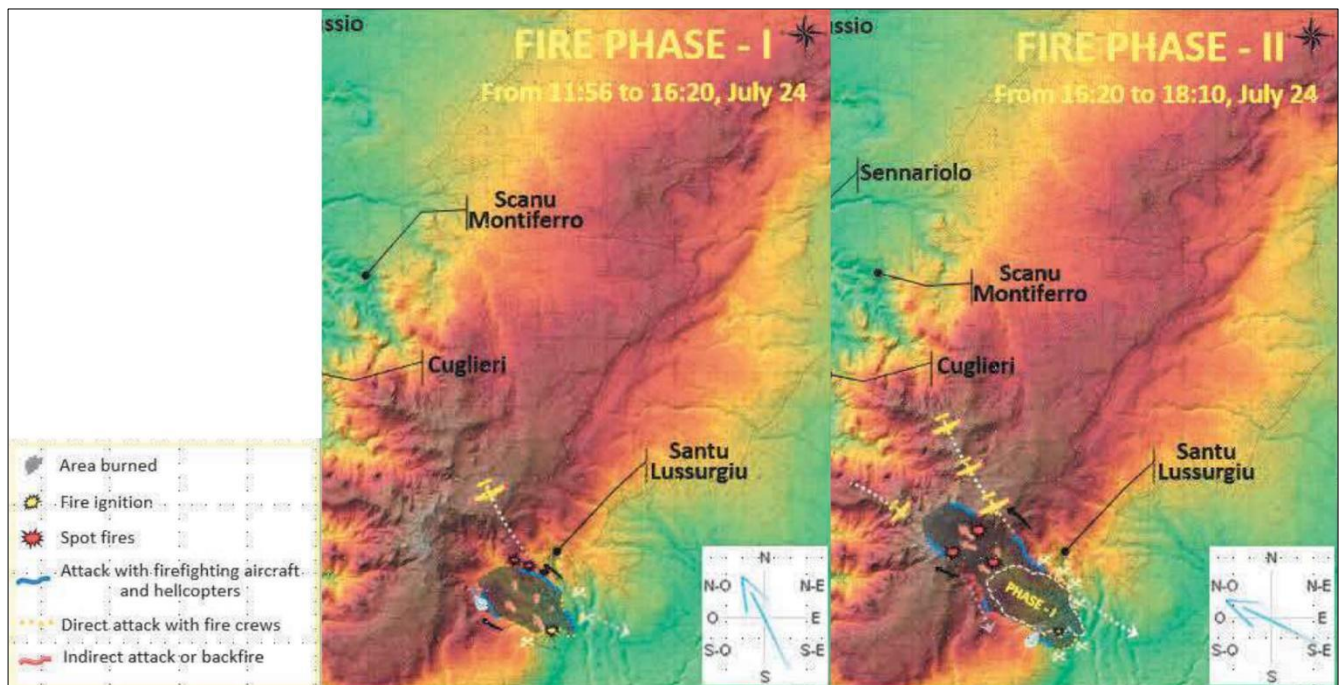 ssio
FIRE PHASE - I
From 11:56 to 16:20, July 24
Scanu
Montiferro
Cuglieri
Santu
Lussurgiu
N
S
ssio
FIRE PHASE - II
From 16:20 to 18:10, July 24
Sennariolo
Scanu
Montiferro
Cuglieri
Santu
Lussurgiu
PHASE - I
Area burned
Fire ignition
Spot fires
Attack with firefighting aircraft
and helicopters
Direct attack with fire crews
Indirect attack or backfire
N-O
N-E
O
E
S-O
S-E
N
N-O
N-E
O
E
S-O
S-E
S